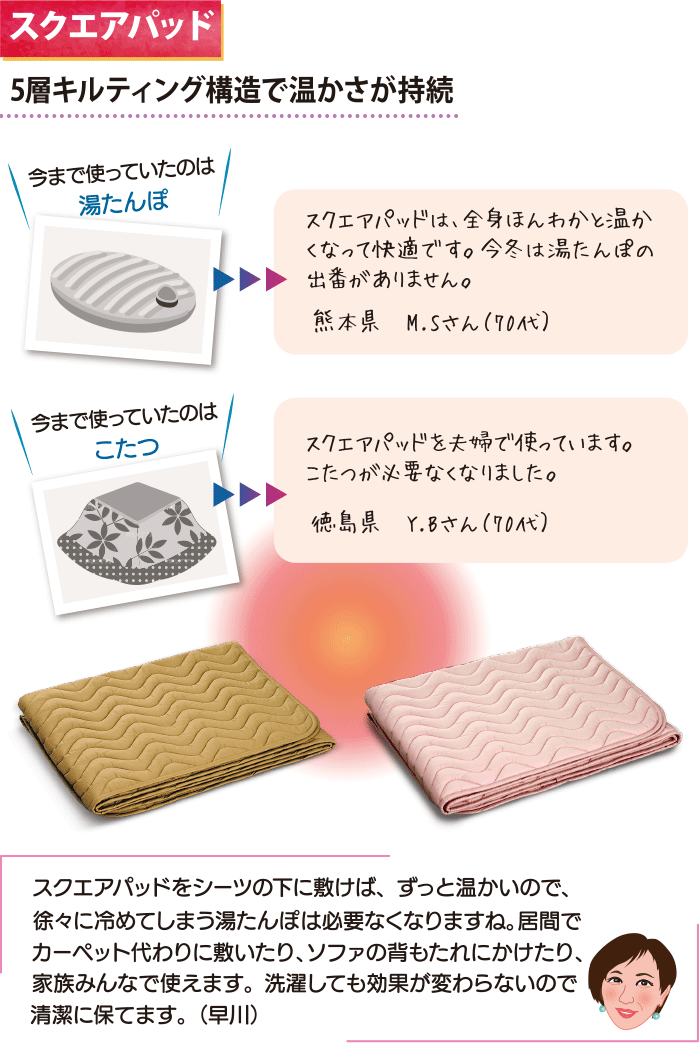 スクエアパッド
5層キルティング構造で温かさが持続
今まで使っていたのは
湯たんぽ
スクエアパッドは、全身ほんわかと温か
くなって快適です。今冬は湯たんぽの
出番がありません。
熊本県 M.Sさん(70代)
今まで使っていたのは
こたつ
スクエアパッドを夫婦で使っています。
こたつが必要なくなりました。
徳島県 Y.Bさん(70代)
スクエアパッドをシーツの下に敷けば、ずっと温かいので、
徐々に冷めてしまう湯たんぽは必要なくなりますね。居間で
カーペット代わりに敷いたり、ソファの背もたれにかけたり、
家族みんなで使えます。洗濯しても効果が変わらないので
清潔に保てます。(早川)